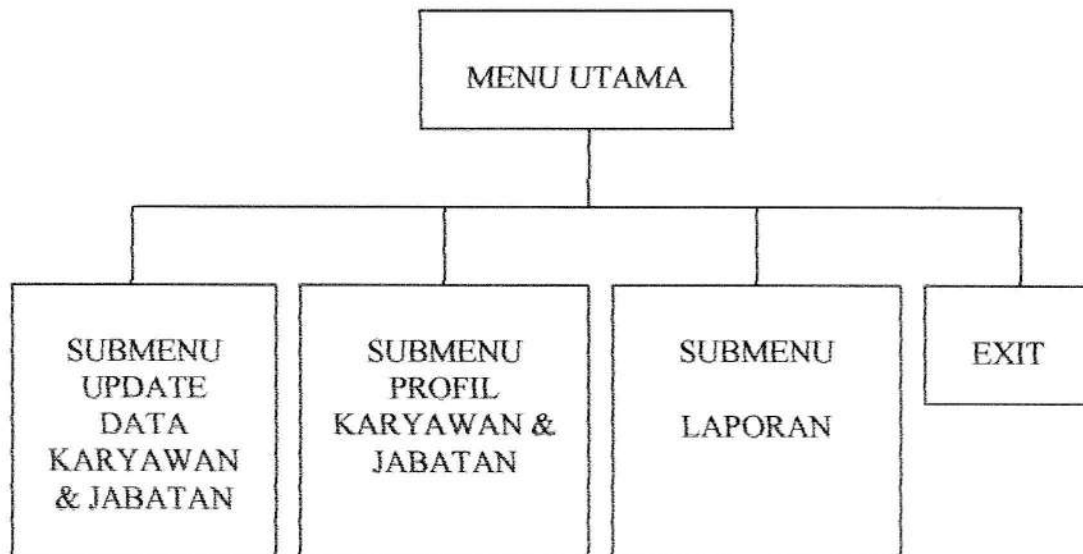 MENU UTAMA
SUBMENU
UPDATE
DATA
KARYAWAN
& JABATAN
SUBMENU
PROFIL
KARYAWAN &
JABATAN
SUBMENU
LAPORAN
EXIT